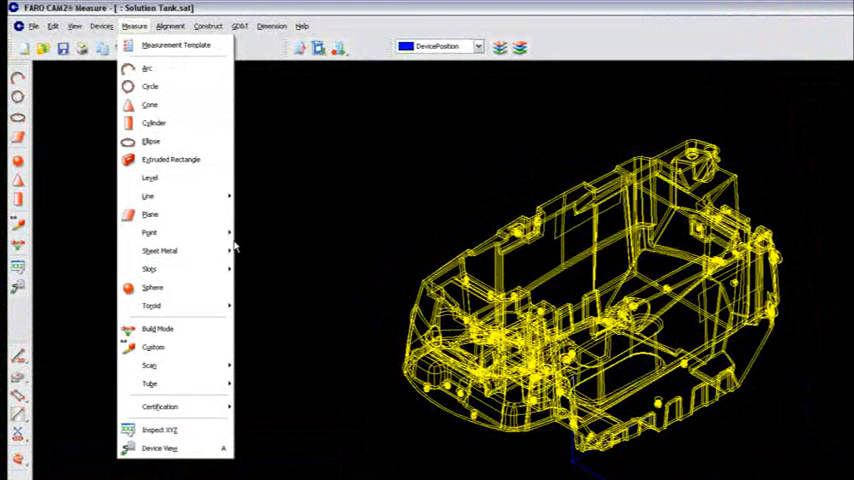 FARO CAM2® Measure - [ : Solution Tank.sat]
File Edit View Devices Measure Alignment Construct GD&T Dimension Help
DevicePosition
Measurement Template
Arc
Circle
Cone
Cylinder
Ellipse
Extruded Rectangle
Level
Line
Plane
Point
Sheet Metal
Slots
Sphere
Toroid
Build Mode
Custom
Scan
Tube
Certification
Inspect XYZ
Device View A